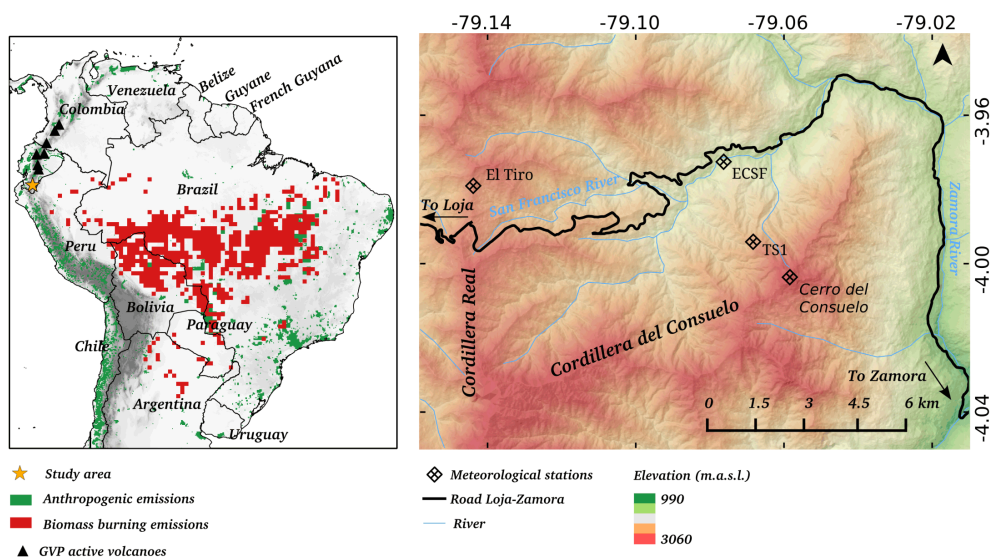 -79.14
-79.10
-79.06
-79.02
Belize
Guyane
French Guyana
Venezuela
Colombia
Brazil
Peru
Bolivia
Paraguay
Chile
Argentina
Uruguay
-3.96
-4.00
-4.04
El Tiro
ECSF
San Francisco River
To Loja
TS1
Zamora River
Cerro del
Consuelo
Cordillera Real
Cordillera del Consuelo
To Zamora
0 1.5 3 4.5 6 km
Study area
Anthropogenic emissions
Biomass burning emissions
GVP active volcanoes
Meteorological stations
Road Loja-Zamora
River
Elevation (m.a.s.l.)
990
3060